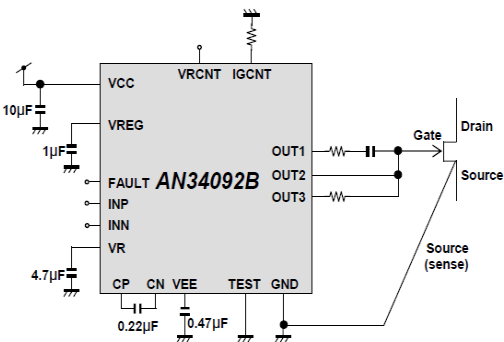 VRCNT IGCNT
VCC
10µF
VREG
1µF
OUT1
Gate
Drain
FAULT AN34092B
OUT2
Source
INP
OUT3
INN
VR
Source
(sense)
4.7µF
CP CN VEE TEST GND
0.22µF
0.47µF